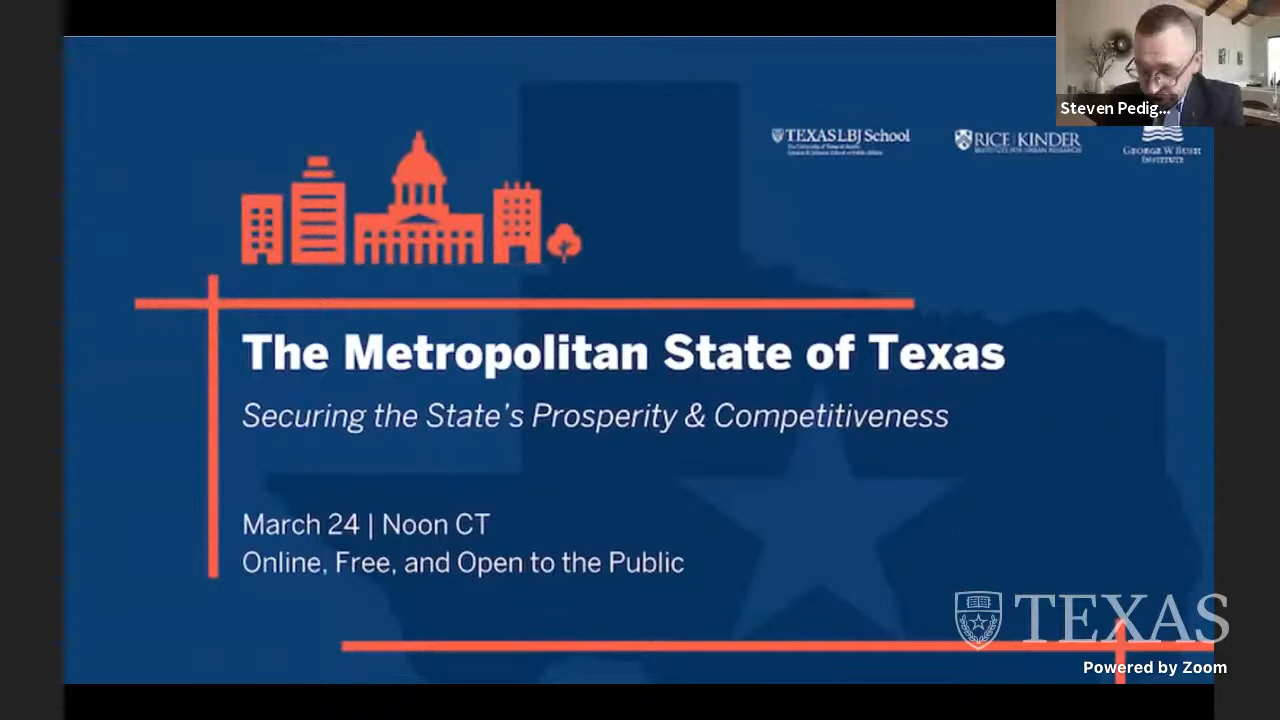 Steven Pedig...
TEXAS LBJ School
RICE | KINDER
INSTITUTE FOR URBAN RESEARCH
GEORGE W BUSH
INSTITUTE
The Metropolitan State of Texas
Securing the State's Prosperity & Competitiveness
March 24 | Noon CT
Online, Free, and Open to the Public
TEXAS
Powered by Zoom